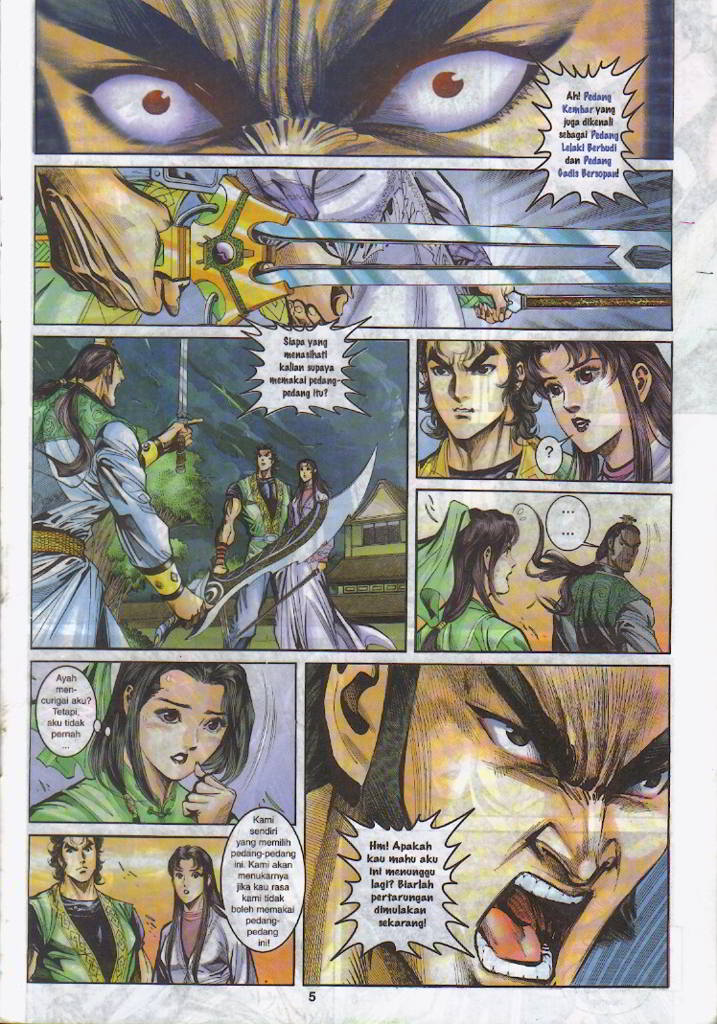 Ah! Pedang
Kembar yang
juga dikenali
sebagai Pedang
Lelaki Berbudi
dan Pedang
Gadis Bersopan!
Siapa yang
menasihati
kalian supaya
memakai pedang-
pedang itu?
?
...
...
Ayah
men-
curigai aku?
Tetapi,
aku tidak
pernah
...
Kami
sendiri
yang memilih
pedang-pedang
ini. Kami akan
menukarnya
jika kau rasa
kami tidak
boleh memakai
pedang-
pedang
ini!
Hm! Apakah
kau mahu aku
menunggu
lagi? Biarlah
pertarungan
dimulakan
sekarang!
5